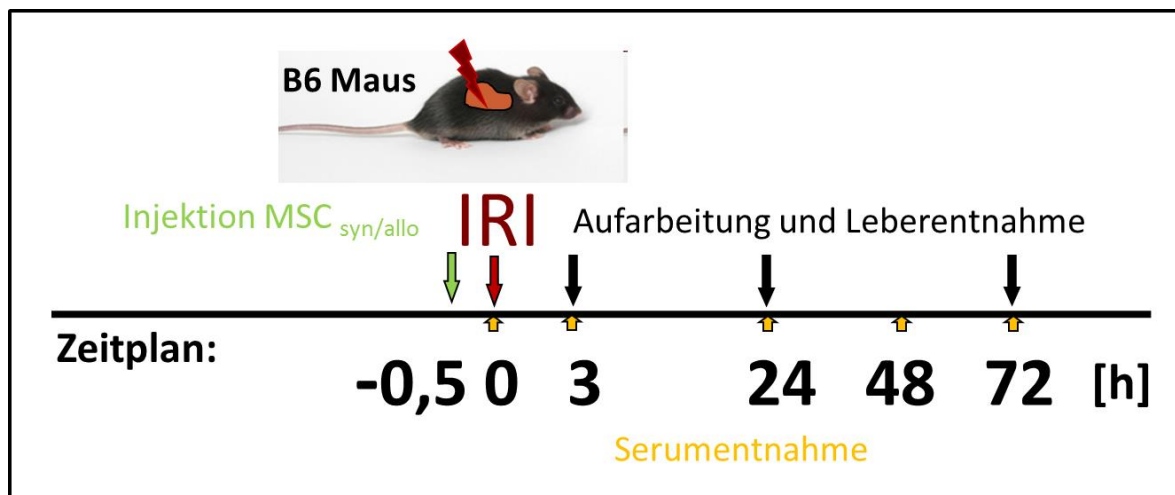 B6 Maus
Injektion MSC syn/allo
IRI
Aufarbeitung und Leberentnahme
Zeitplan:
-0,5 0 3 24 48 72 [h]
Serumentnahme